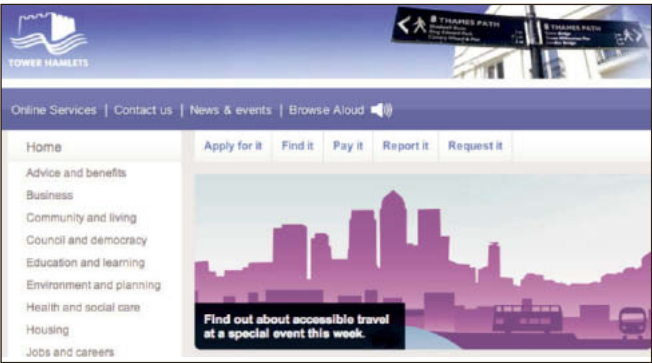 TOWER HAMLETS
THAMES PATH
THAMES PATH
Online Services | Contact us | News & events | Browse Aloud
Home
Apply for it
Find it
Pay it
Report it
Request it
Advice and benefits
Business
Community and living
Council and democracy
Education and learning
Environment and planning
Health and social care
Housing
Jobs and careers
Find out about accessible travel
at a special event this week.